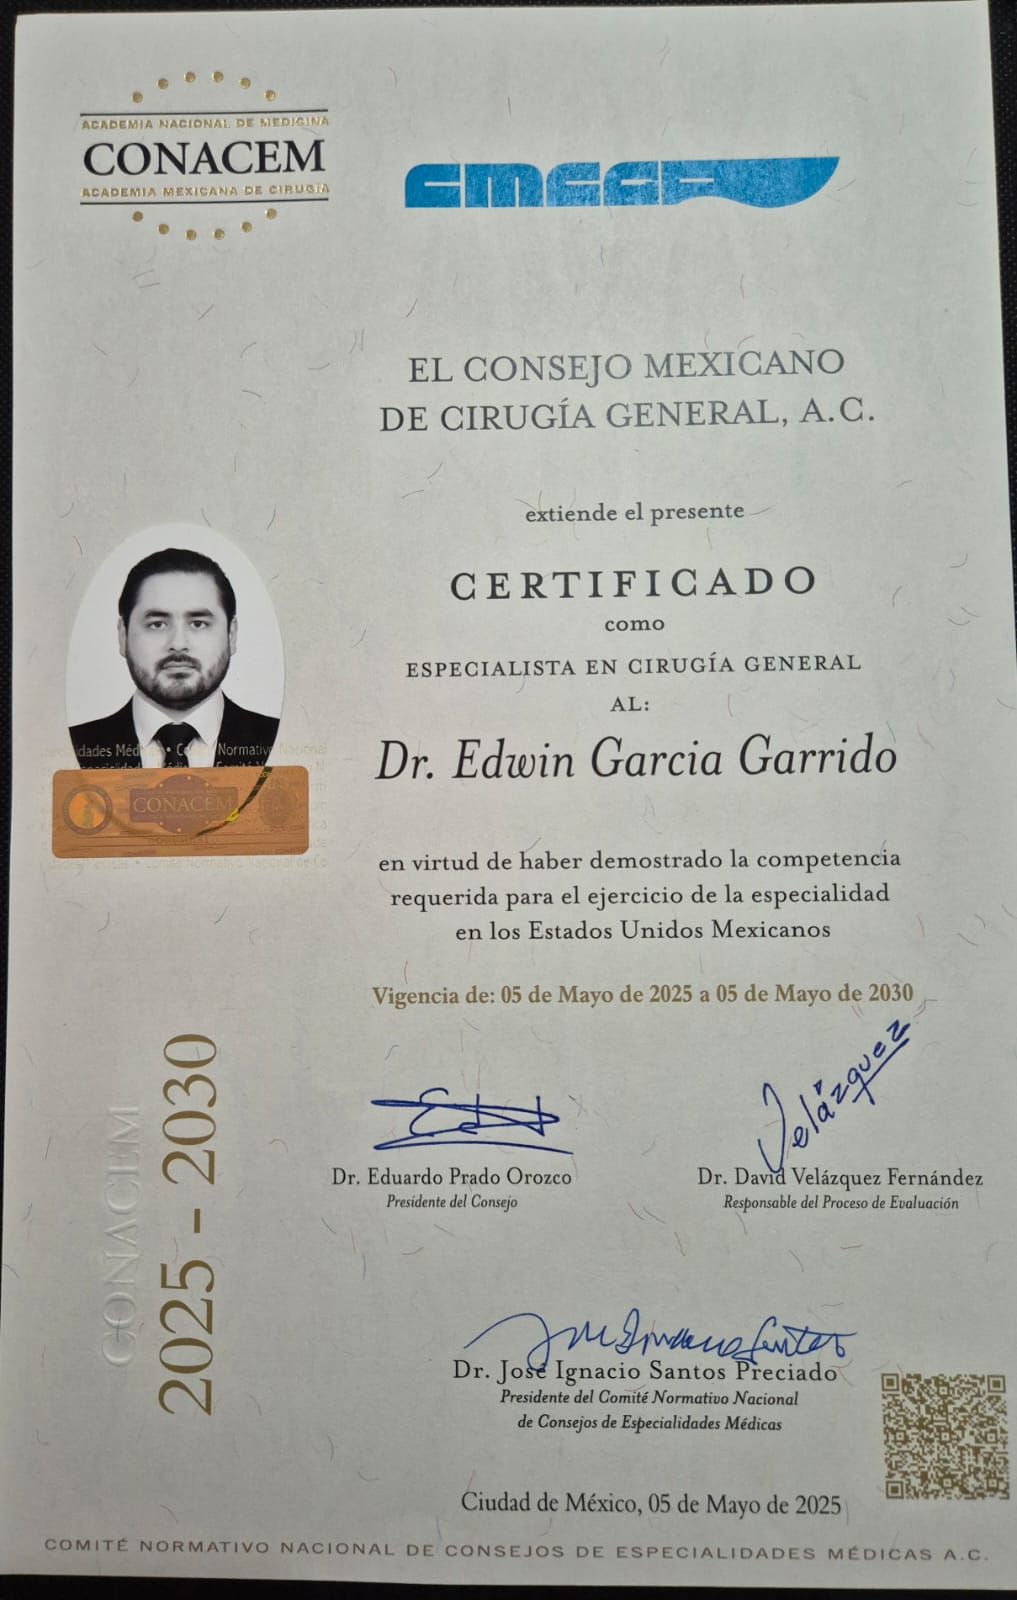 ACADEMIA NACIONAL DE MEDICINA
CONACEM
ACADEMIA MEXICANA DE CIRUGÍA
CMCG
EL CONSEJO MEXICANO
DE CIRUGÍA GENERAL, A.C.
extiende el presente
CERTIFICADO
como
ESPECIALISTA EN CIRUGÍA GENERAL
AL:
Dr. Edwin Garcia Garrido
CONACEM
en virtud de haber demostrado la competencia
requerida para el ejercicio de la especialidad
en los Estados Unidos Mexicanos
Vigencia de: 05 de Mayo de 2025 a 05 de Mayo de 2030
CONACEM
2025 - 2030
Velázquez
Dr. Eduardo Prado Orozco
Presidente del Consejo
Dr. David Velázquez Fernández
Responsable del Proceso de Evaluación
Dr. José Ignacio Santos Preciado
Presidente del Comité Normativo Nacional
de Consejos de Especialidades Médicas
Ciudad de México, 05 de Mayo de 2025
COMITÉ NORMATIVO NACIONAL DE CONSEJOS DE ESPECIALIDADES MÉDICAS A.C.